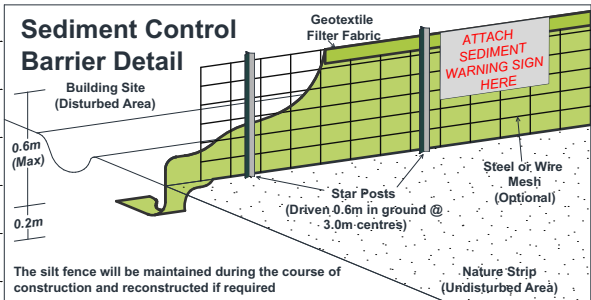 Sediment Control
Barrier Detail
Geotextile
Filter Fabric
ATTACH
SEDIMENT
WARNING SIGN
HERE
Building Site
(Disturbed Area)
0.6m
(Max)
0.2m
Star Posts
(Driven 0.6m in ground @
3.0m centres)
Steel or Wire
Mesh
(Optional)
The silt fence will be maintained during the course of
construction and reconstructed if required
Nature Strip
(Undisturbed Area)